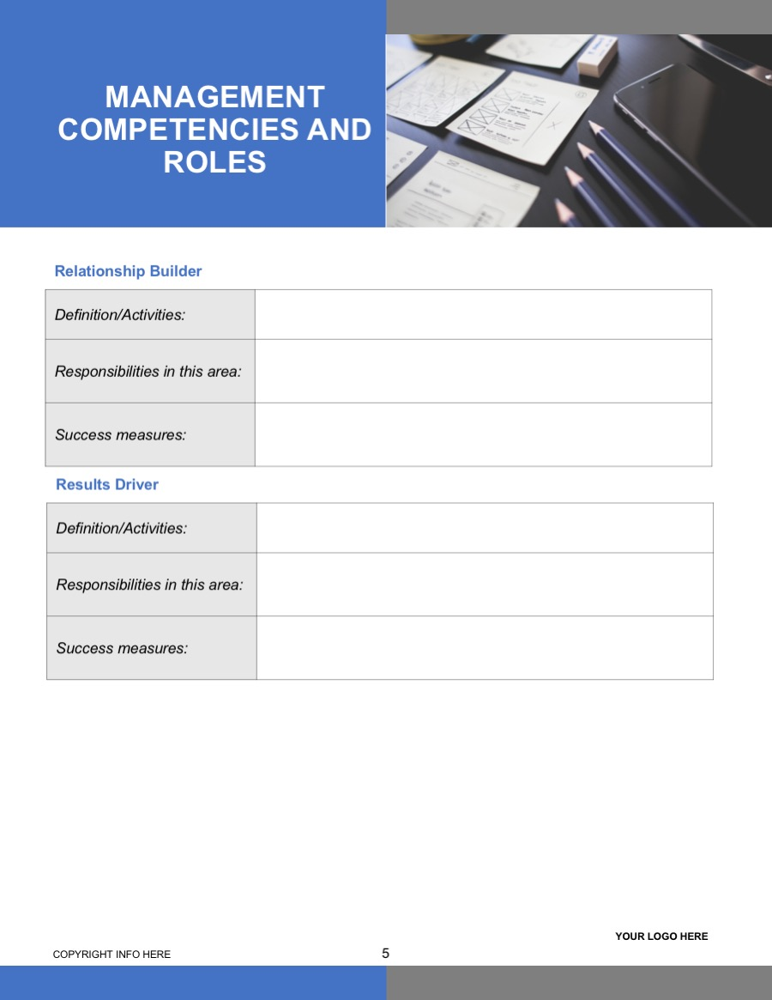 MANAGEMENT
COMPETENCIES AND
ROLES
Relationship Builder
Definition/Activities:
Responsibilities in this area:
Success measures:
Results Driver
Definition/Activities:
Responsibilities in this area:
Success measures:
YOUR LOGO HERE
COPYRIGHT INFO HERE
5